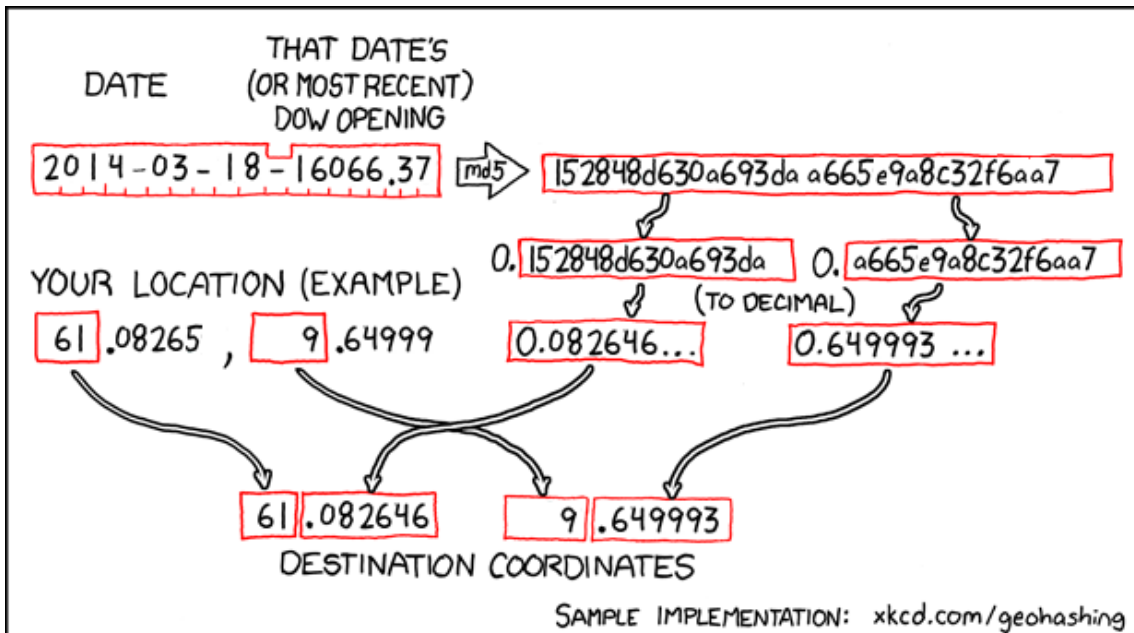 DATE
THAT DATE'S
(OR MOST RECENT)
DOW OPENING
2014-03-18-16066.37
md5
152848d630a693da a665e9a8c32f6aa7
0.152848d630a693da
0.a665e9a8c32f6aa7
(TO DECIMAL)
YOUR LOCATION (EXAMPLE)
61.08265, 9.64999
0.082646...
0.649993 ...
61.082646
9.649993
DESTINATION COORDINATES
SAMPLE IMPLEMENTATION: xkcd.com/geohashing